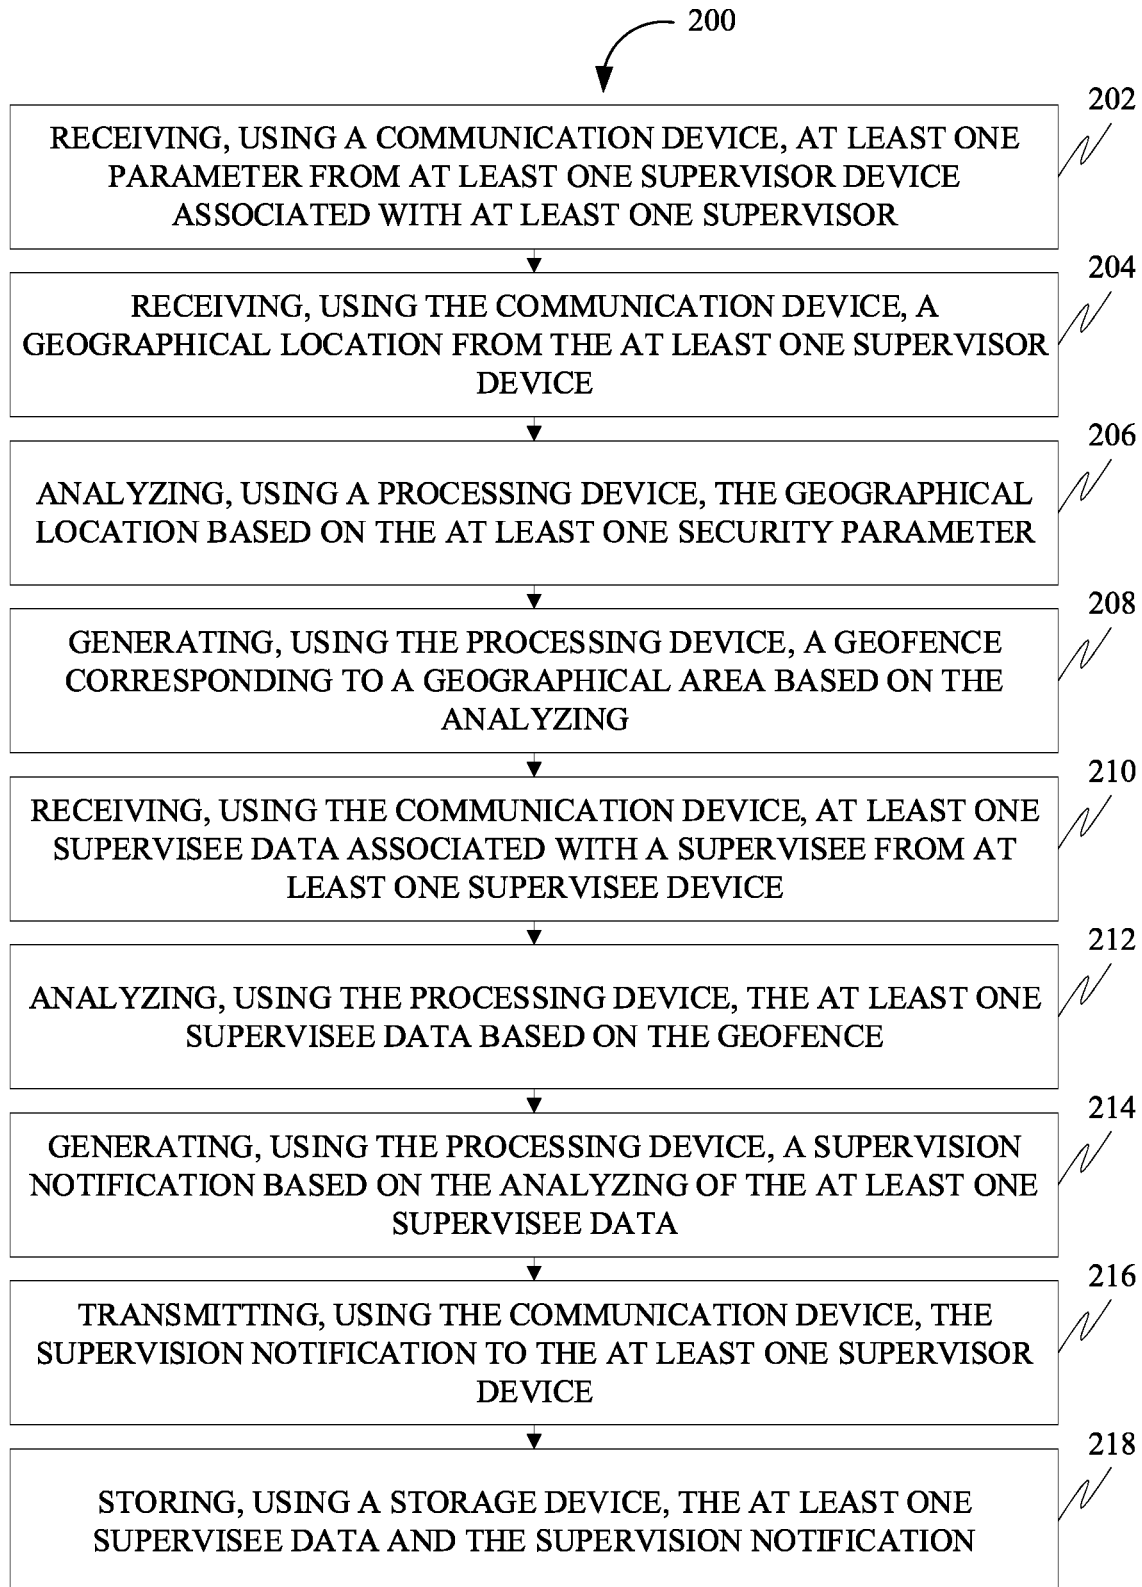 200
202
RECEIVING, USING A COMMUNICATION DEVICE, AT LEAST ONE
PARAMETER FROM AT LEAST ONE SUPERVISOR DEVICE
ASSOCIATED WITH AT LEAST ONE SUPERVISOR
204
RECEIVING, USING THE COMMUNICATION DEVICE, A
GEOGRAPHICAL LOCATION FROM THE AT LEAST ONE SUPERVISOR
DEVICE
206
ANALYZING, USING A PROCESSING DEVICE, THE GEOGRAPHICAL
LOCATION BASED ON THE AT LEAST ONE SECURITY PARAMETER
208
GENERATING, USING THE PROCESSING DEVICE, A GEOFENCE
CORRESPONDING TO A GEOGRAPHICAL AREA BASED ON THE
ANALYZING
210
RECEIVING, USING THE COMMUNICATION DEVICE, AT LEAST ONE
SUPERVISEE DATA ASSOCIATED WITH A SUPERVISEE FROM AT
LEAST ONE SUPERVISEE DEVICE
212
ANALYZING, USING THE PROCESSING DEVICE, THE AT LEAST ONE
SUPERVISEE DATA BASED ON THE GEOFENCE
214
GENERATING, USING THE PROCESSING DEVICE, A SUPERVISION
NOTIFICATION BASED ON THE ANALYZING OF THE AT LEAST ONE
SUPERVISEE DATA
216
TRANSMITTING, USING THE COMMUNICATION DEVICE, THE
SUPERVISION NOTIFICATION TO THE AT LEAST ONE SUPERVISOR
DEVICE
218
STORING, USING A STORAGE DEVICE, THE AT LEAST ONE
SUPERVISEE DATA AND THE SUPERVISION NOTIFICATION